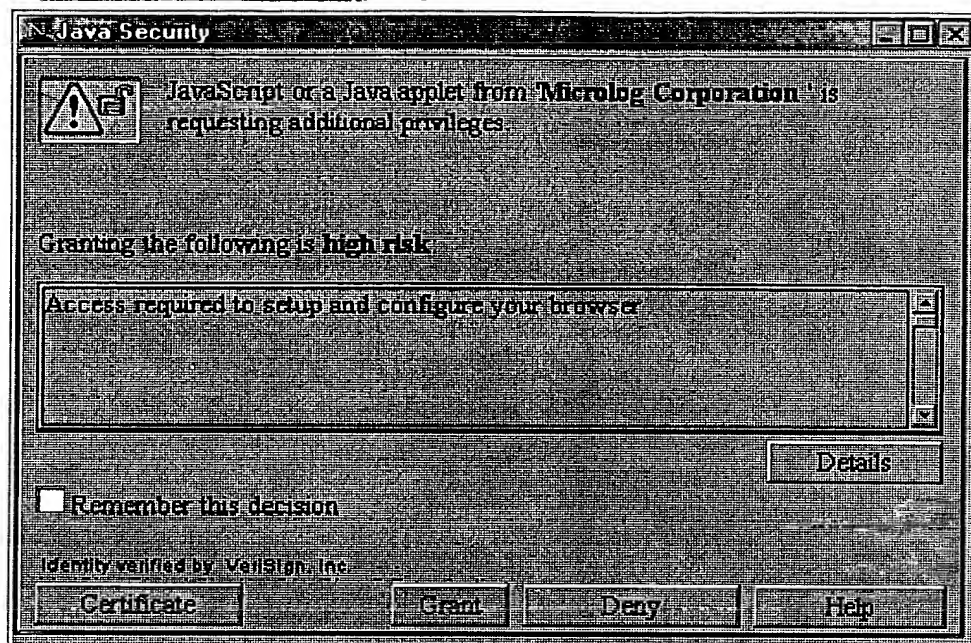 Java Security
JavaScript or a Java applet from 'Microlog Corporation ' is
requesting additional privileges.
Granting the following is high risk
Access required to setup and configure your browser
Details
Remember this decision
Identity verified by VeriSign, Inc.
Certificate
Grant
Deny
Help